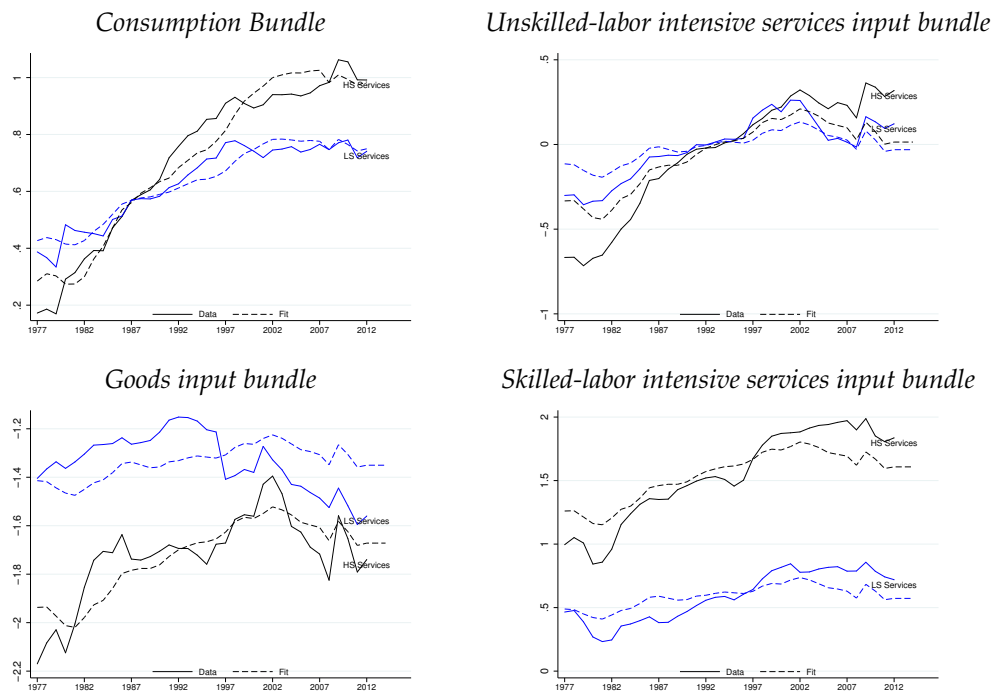 Consumption Bundle
1
.8
.6
.4
.2
HS Services
LS Services
Data Fit
1977 1982 1987 1992 1997 2002 2007 2012
Unskilled-labor intensive services input bundle
.5
0
-.5
-1
HS Services
LS Services
Data Fit
1977 1982 1987 1992 1997 2002 2007 2012
Goods input bundle
-1.2
-1.4
-1.6
-1.8
-2
-2.2
LS Services
HS Services
Data Fit
1977 1982 1987 1992 1997 2002 2007 2012
Skilled-labor intensive services input bundle
2
1.5
1
.5
0
HS Services
LS Services
Data Fit
1977 1982 1987 1992 1997 2002 2007 2012